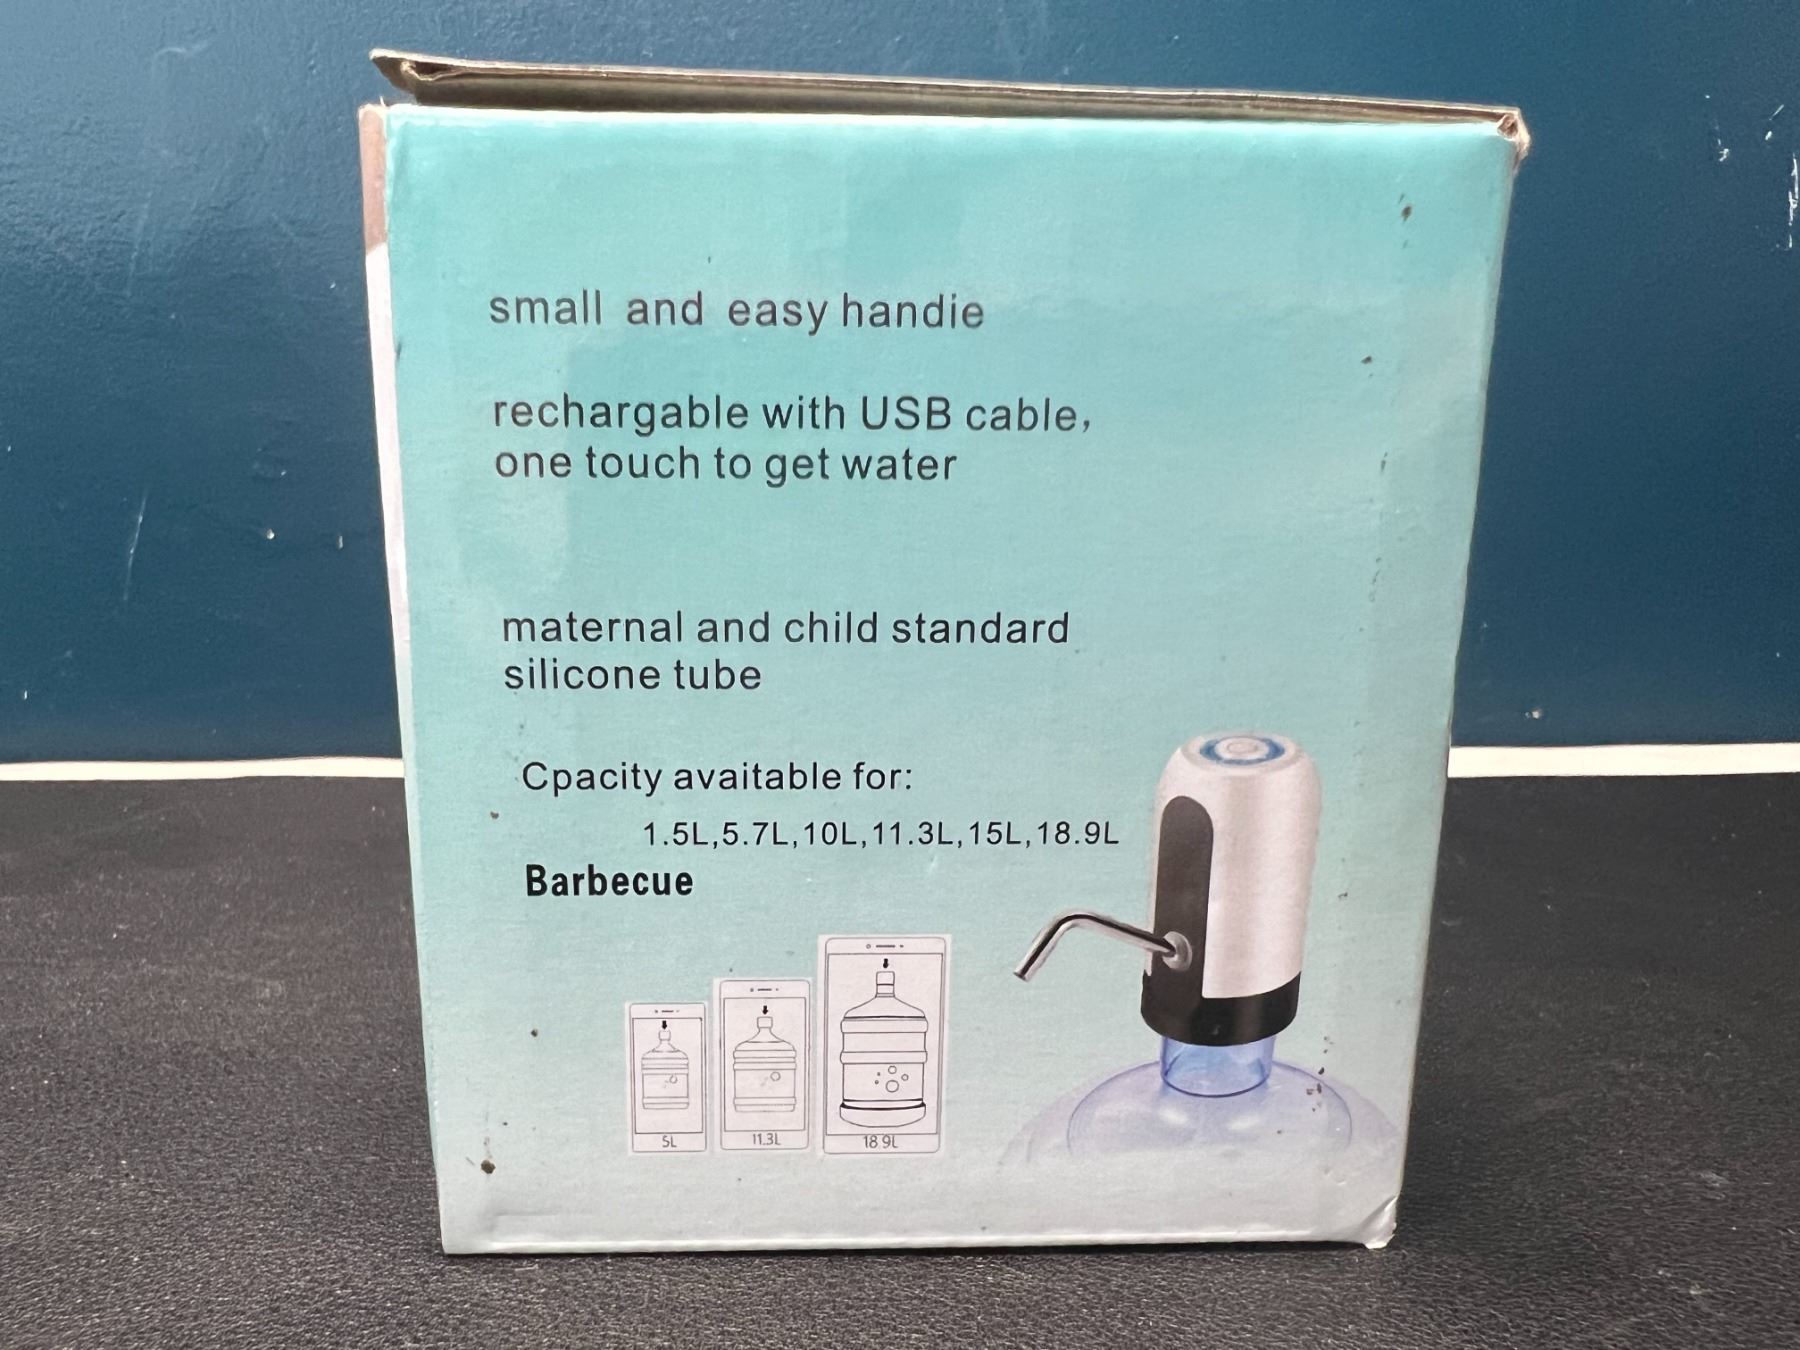 small and easy handie
rechargable with USB cable,
one touch to get water
maternal and child standard
silicone tube
Cpacity avaitable for:
1.5L,5.7L,10L,11.3L,15L,18.9L
Barbecue
5L
11.3L
18.9L